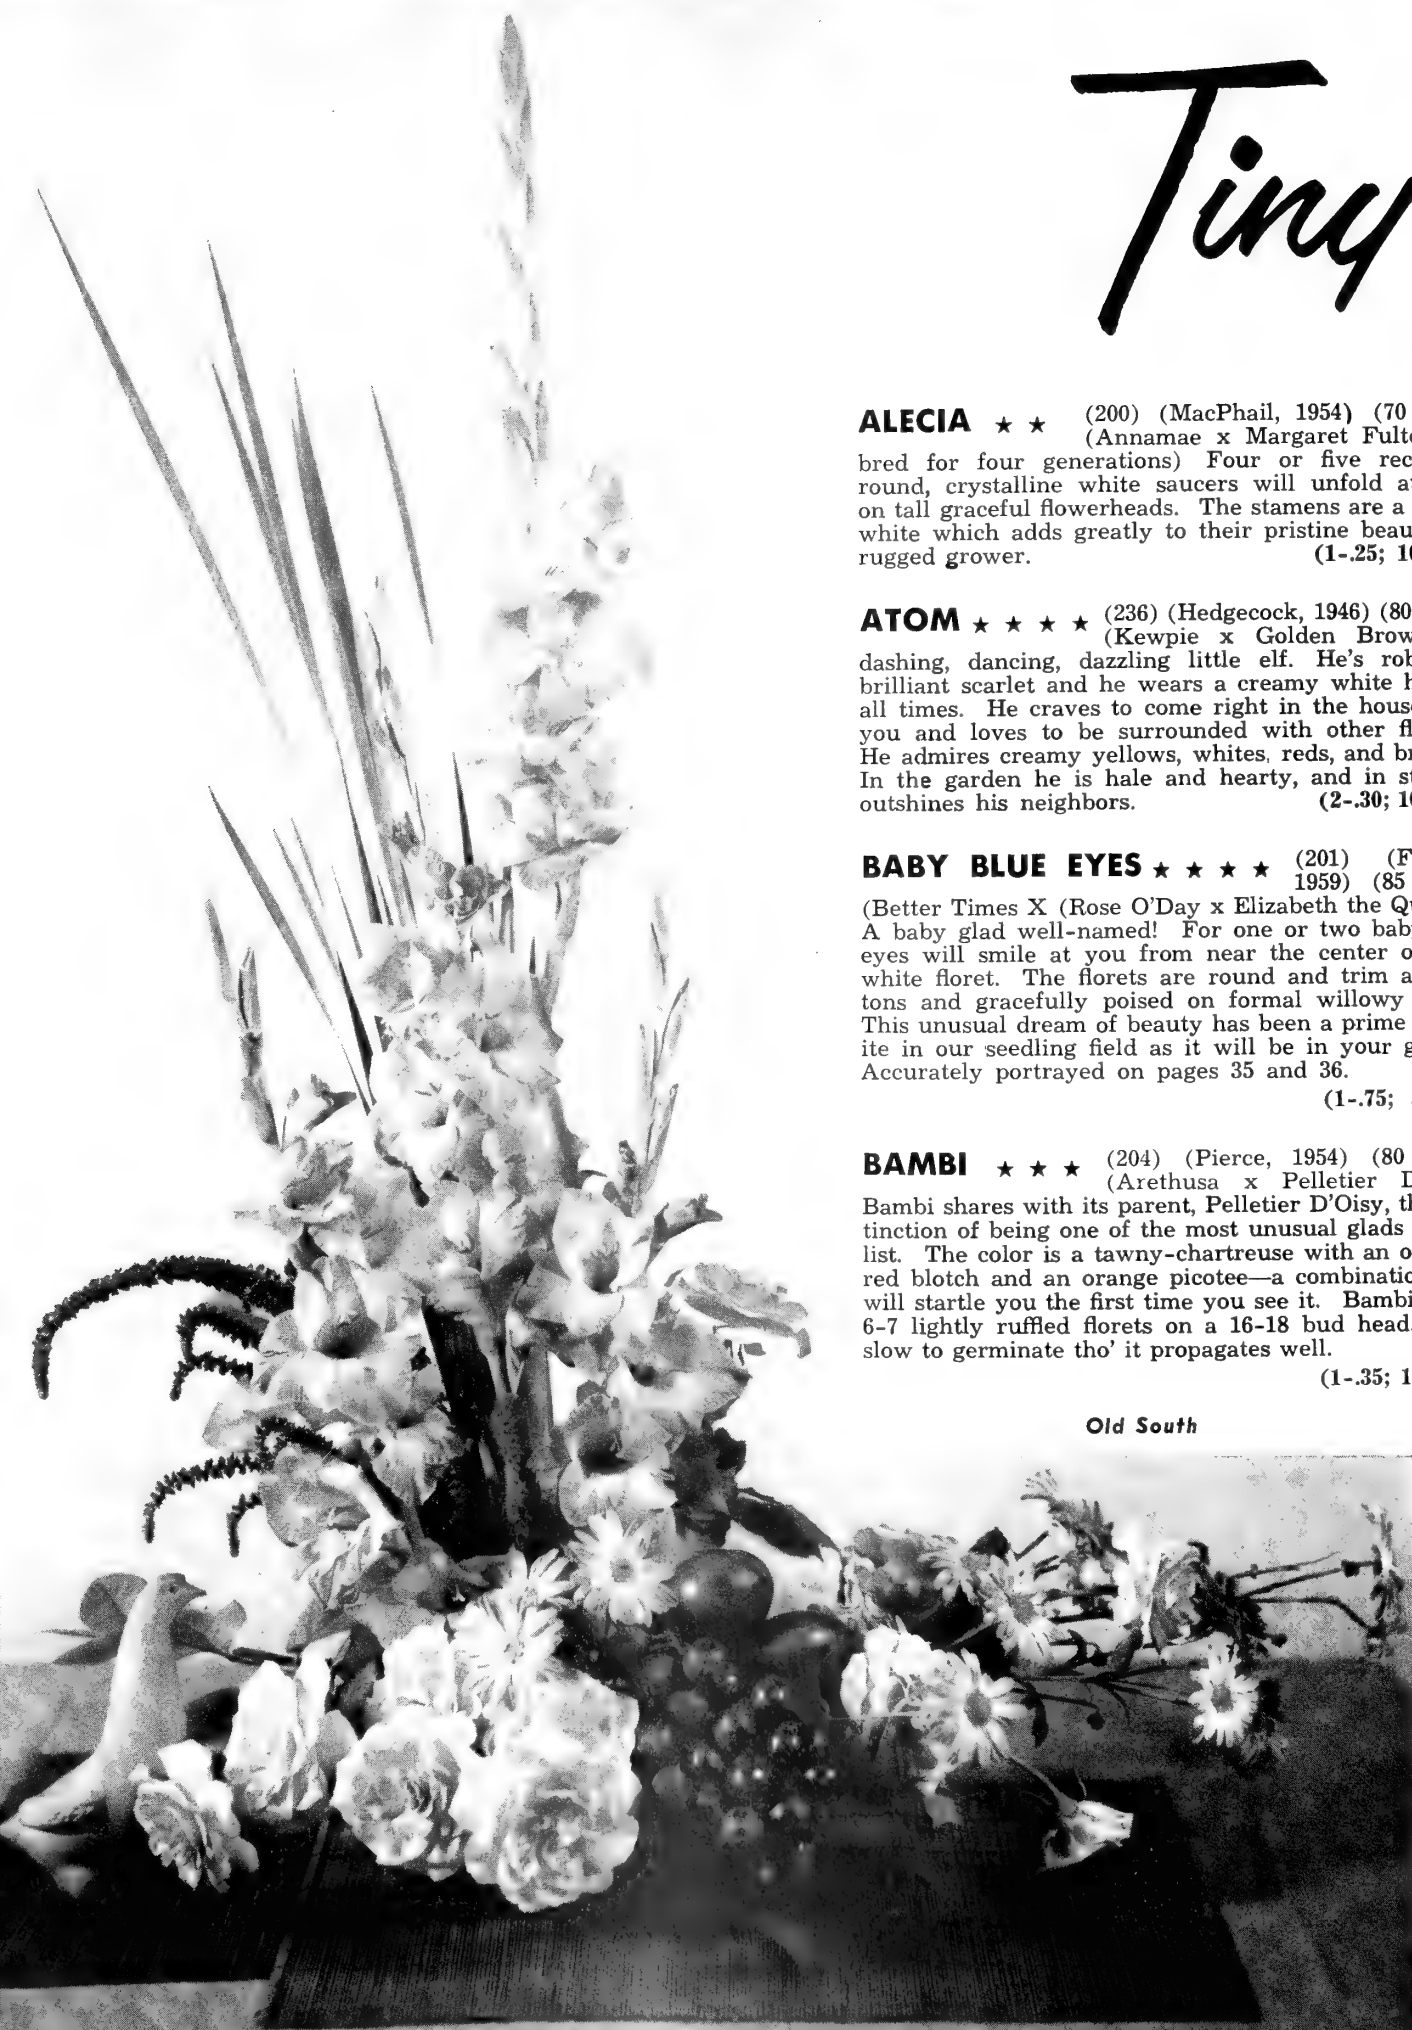 Tiny
ALECIA ★ ★ (200) (MacPhail, 1954) (70
(Annamae x Margaret Fult
bred for four generations) Four or five rec
round, crystalline white saucers will unfold a
on tall graceful flowerheads. The stamens are a
white which adds greatly to their pristine beau
rugged grower. (1-.25; 1
ATOM ★ ★ ★ ★ (236) (Hedgecock, 1946) (80
(Kewpie x Golden Brow
dashing, dancing, dazzling little elf. He's rob
brilliant scarlet and he wears a creamy white h
all times. He craves to come right in the hous
you and loves to be surrounded with other fl
He admires creamy yellows, whites, reds, and br
In the garden he is hale and hearty, and in st
outshines his neighbors. (2-.30; 1
BABY BLUE EYES ★ ★ ★ ★ (201) (F
1959) (85
(Better Times X (Rose O'Day x Elizabeth the Qu
A baby glad well-named! For one or two bab
eyes will smile at you from near the center o
white floret. The florets are round and trim a
tons and gracefully poised on formal willowy
This unusual dream of beauty has been a prime
ite in our seedling field as it will be in your g
Accurately portrayed on pages 35 and 36.
(1-.75;
BAMBI ★ ★ ★ (204) (Pierce, 1954) (80
(Arethusa x Pelletier D
Bambi shares with its parent, Pelletier D'Oisy, th
tinction of being one of the most unusual glads
list. The color is a tawny-chartreuse with an o
red blotch and an orange picotee—a combinatio
will startle you the first time you see it. Bambi
6-7 lightly ruffled florets on a 16-18 bud head.
slow to germinate tho' it propagates well.
(1-.35; 1
Old South